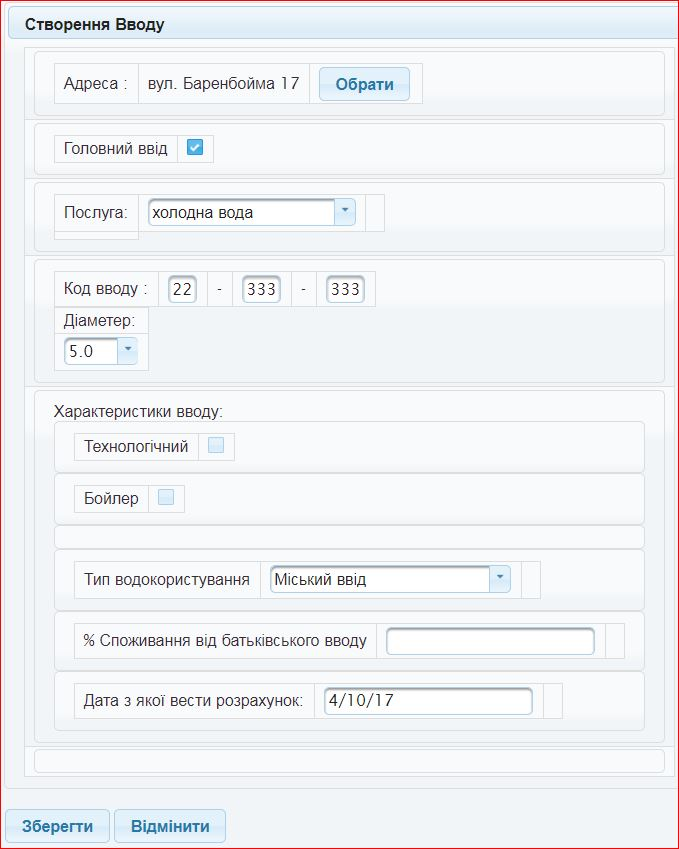 Створення Вводу
Адреса : вул. Баренбойма 17 Обрати
Головний ввід
Послуга: холодна вода
Код вводу : 22 - 333 - 333
Діаметер:
5.0
Характеристики вводу:
Технологічний
Бойлер
Тип водокористування Міський ввід
% Споживання від батьківського вводу
Дата з якої вести розрахунок: 4/10/17
Зберегти Відмінити